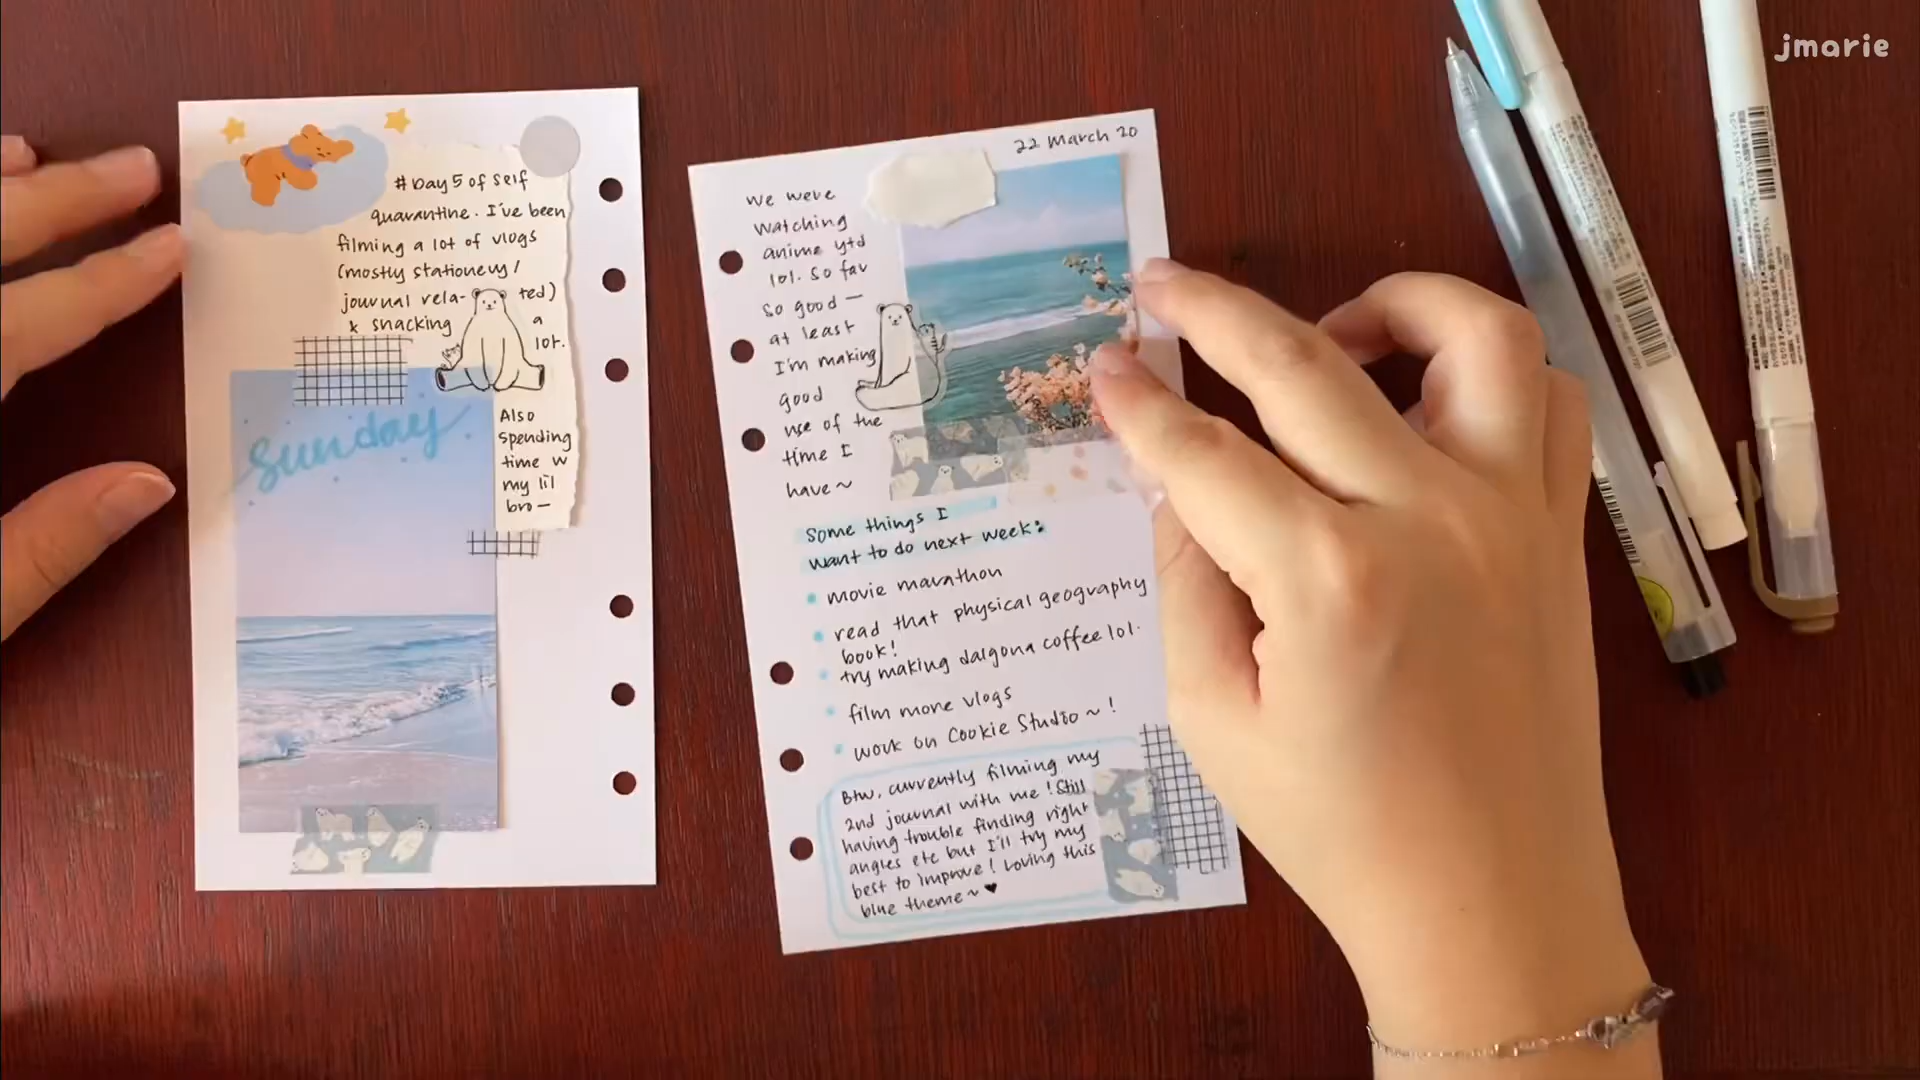 jmarie
#Day 5 of self
quarantine. I've been
filming a lot of vlogs
(mostly stationery /
journal rela- ted)
& snacking a
lot.
Also
spending
time w
my lil
bro—
Sunday
22 March 20
We were
watching
anime ytd
lol. So far
so good —
at least
I'm making
good
use of the
time I
have ~
Some things I
want to do next week:
• movie marathon
• read that physical geography
book!
• try making dalgona coffee lol.
• film more vlogs
• work on Cookie Studio ~ !
Btw, currently filming my
2nd journal with me! Still
having trouble finding right
angles etc but I'll try my
best to improve! Loving this
blue theme ~ ♥